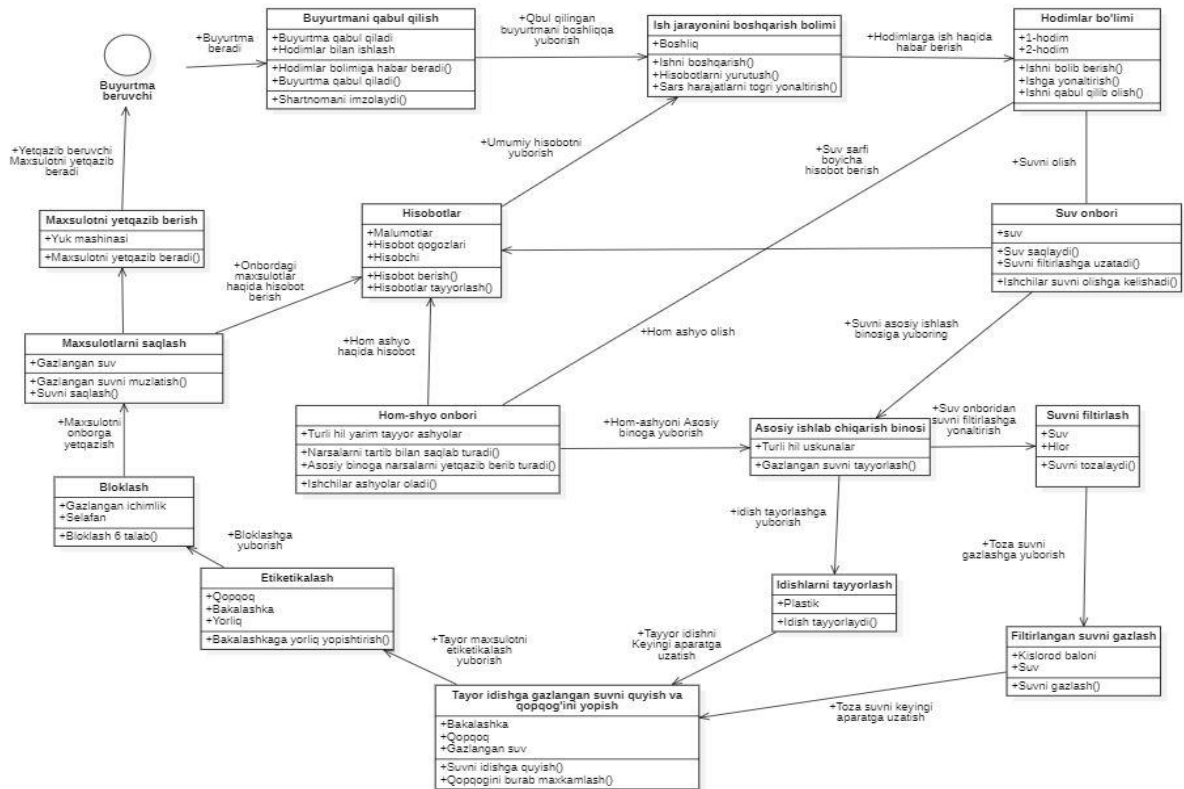 Buyurtma
beruvchi
+Buyurtma
beradi
Buyurtmani qabul qilish
+Buyurtma qabul qiladi
+Hodimlar bilan ishlash
+Hodimlar bolimiga habar beradi()
+Buyurtma qabul qiladi()
+Shartnomani imzolaydi()
+Qbul qilingan
buyurtmani boshliqqa
yuborish
Ish jarayonini boshqarish bolimi
+Boshliq
+Ishni boshqarish()
+Hisobotlarni yurutush()
+Sars harajatlarni togri yonaltirish()
+Hodimlarga ish haqida
habar berish
Hodimlar bo'limi
+1-hodim
+2-hodim
+Ishni bolib berish()
+Ishga yonaltirish()
+Ishni qabul qilib olish()
+Yetqazib beruvchi
Maxsulotni yetqazib
beradi
+Umumiy hisobotni
yuborish
+Suv sarfi
boyicha
hisobot berish
+Suvni olish
Maxsulotni yetqazib berish
+Yuk mashinasi
+Maxsulotni yetqazib beradi()
Hisobotlar
+Malumotlar
+Hisobot qogozlari
+Hisobchi
+Hisobot berish()
+Hisobotlar tayyorlash()
Suv onbori
+suv
+Suv saqlaydi()
+Suvni filtirlashga uzatadi()
+Ishchilar suvni olishga kelishadi()
+Onbordagi
maxsulotlar
haqida hisobot
berish
Maxsulotlarni saqlash
+Gazlangan suv
+Gazlangan suvni muzlatish()
+Suvni saqlash()
+Hom ashyo
haqida hisobot
+Hom ashyo olish
+Suvni asosiy ishlash
binosiga yuboring
+Maxsulotni
onborga
yetqazish
Hom-shyo onbori
+Turli hil yarim tayyor ashyolar
+Narsalarni tartib bilan saqlab turadi()
+Asosiy binoga narsalarni yetqazib berib turadi()
+Ishchilar ashyolar oladi()
+Hom-ashyoni Asosiy
binoga yuborish
Asosiy ishlab chiqarish binosi
+Turli hil uskunalar
+Gazlangan suvni tayyorlash()
+Suv onboridan
suvni filtirlashga
yonaltirish
Suvni filtirlash
+Suv
+Hlor
+Suvni tozalaydi()
Bloklash
+Gazlangan ichimlik
+Selafan
+Bloklash 6 talab()
+Bloklashga
yuborish
+idish tayorlashga
yuborish
+Toza suvni
gazlashga yuborish
Etiketikalash
+Qopqoq
+Bakalashka
+Yorliq
+Bakalashkaga yorliq yopishtirish()
Idishlarni tayyorlash
+Plastik
+Idish tayyorlaydi()
+Tayor maxsulotni
etiketikalash
yuborish
+Tayyor idishni
Keyingi aparatga
uzatish
Filtirlangan suvni gazlash
+Kislorod baloni
+Suv
+Suvni gazlash()
Tayor idishga gazlangan suvni quyish va
qopqog'ini yopish
+Bakalashka
+Qopqoq
+Gazlangan suv
+Suvni idishga quyish()
+Qopqogini burab maxkamlash()
+Toza suvni keyingi
aparatga uzatish